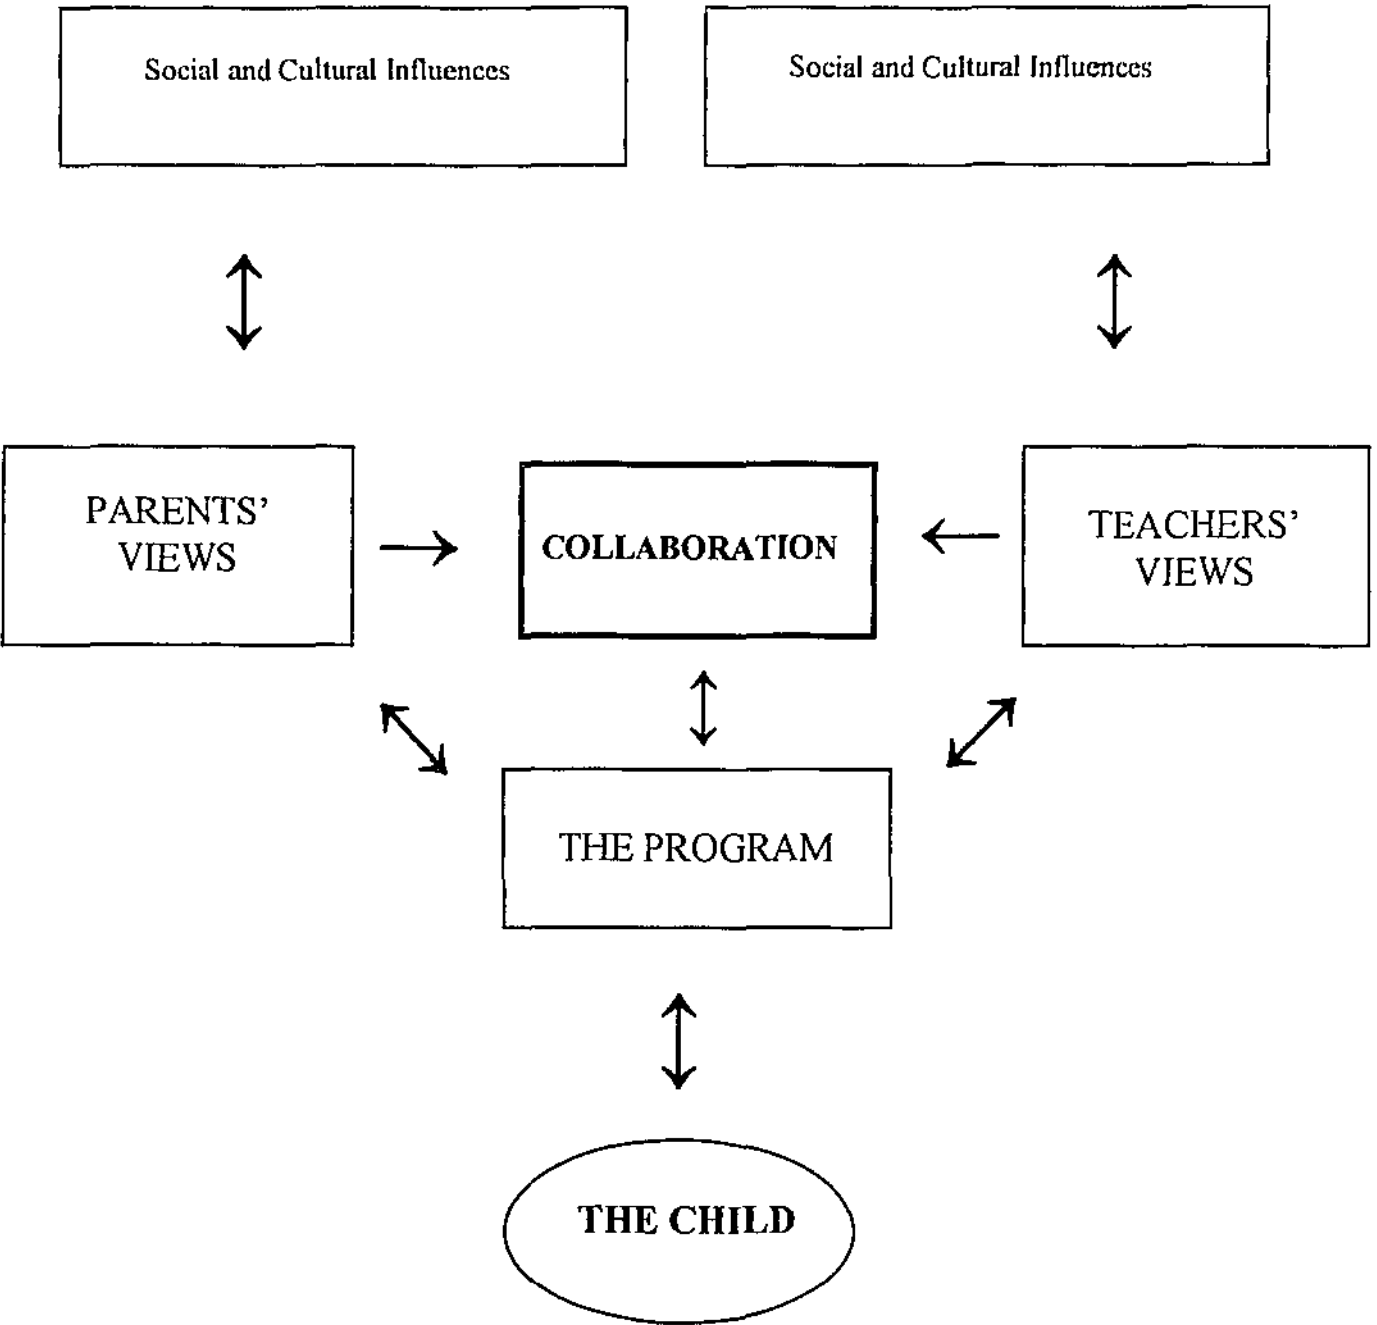 Social and Cultural Influences
Social and Cultural Influences
PARENTS’
VIEWS
COLLABORATION
TEACHERS’
VIEWS
THE PROGRAM
THE CHILD